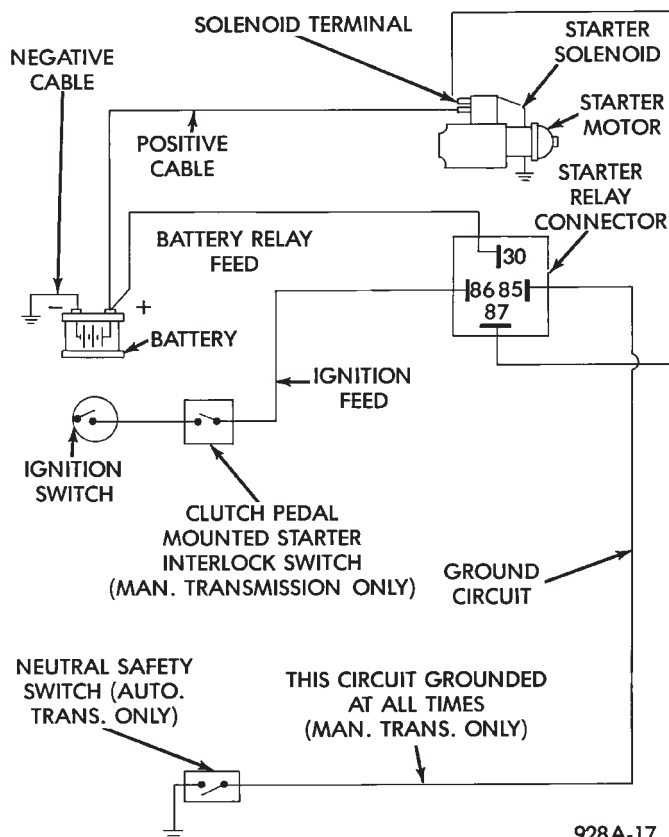 SOLENOID TERMINAL
STARTER
SOLENOID
NEGATIVE
CABLE
STARTER
MOTOR
POSITIVE
CABLE
STARTER
RELAY
CONNECTOR
BATTERY RELAY
FEED
30
86 85
87
− +
BATTERY
IGNITION
FEED
IGNITION
SWITCH
CLUTCH PEDAL
MOUNTED STARTER
INTERLOCK SWITCH
(MAN. TRANSMISSION ONLY)
GROUND
CIRCUIT
NEUTRAL SAFETY
SWITCH (AUTO.
TRANS. ONLY)
THIS CIRCUIT GROUNDED
AT ALL TIMES
(MAN. TRANS. ONLY)
928A-17